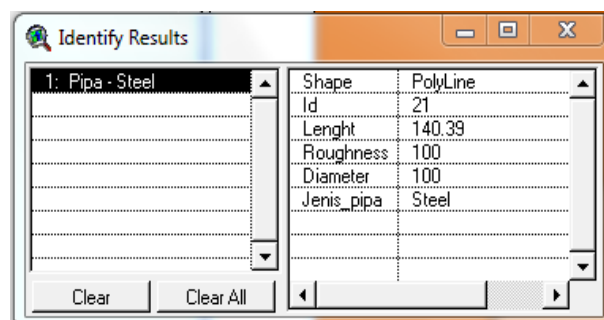 Identify Results
1: Pipa - Steel
Shape PolyLine
Id 21
Lenght 140.39
Roughness 100
Diameter 100
Jenis_pipa Steel
Clear Clear All